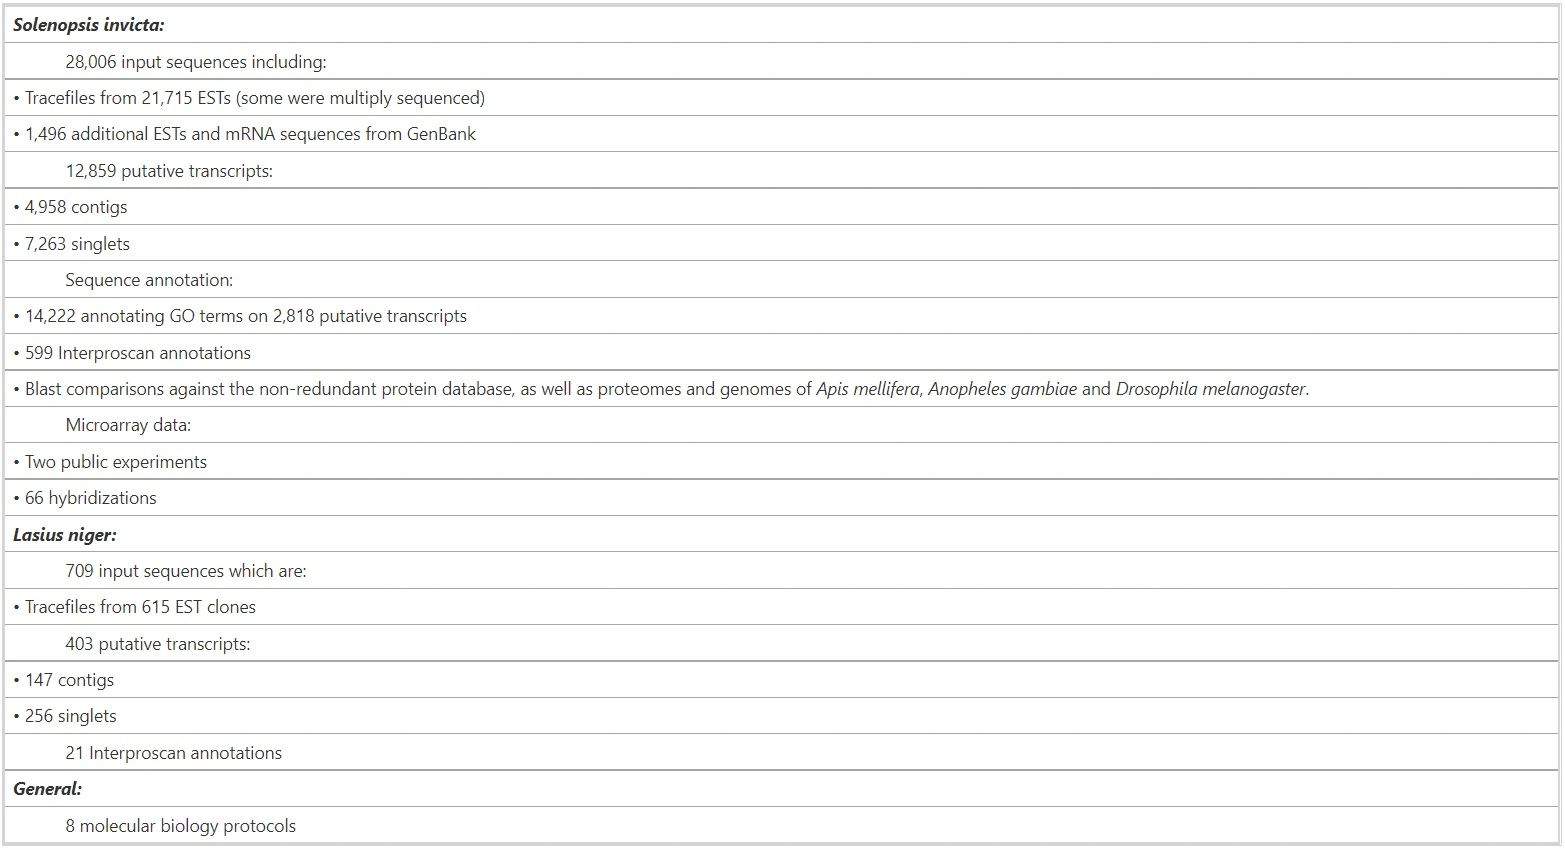 Solenopsis invicta:
28,006 input sequences including:
• Tracefiles from 21,715 ESTs (some were multiply sequenced)
• 1,496 additional ESTs and mRNA sequences from GenBank
12,859 putative transcripts:
• 4,958 contigs
• 7,263 singlets
Sequence annotation:
• 14,222 annotating GO terms on 2,818 putative transcripts
• 599 Interproscan annotations
• Blast comparisons against the non-redundant protein database, as well as proteomes and genomes of Apis mellifera, Anopheles gambiae and Drosophila melanogaster.
Microarray data:
• Two public experiments
• 66 hybridizations
Lasius niger:
709 input sequences which are:
• Tracefiles from 615 EST clones
403 putative transcripts:
• 147 contigs
• 256 singlets
21 Interproscan annotations
General:
8 molecular biology protocols